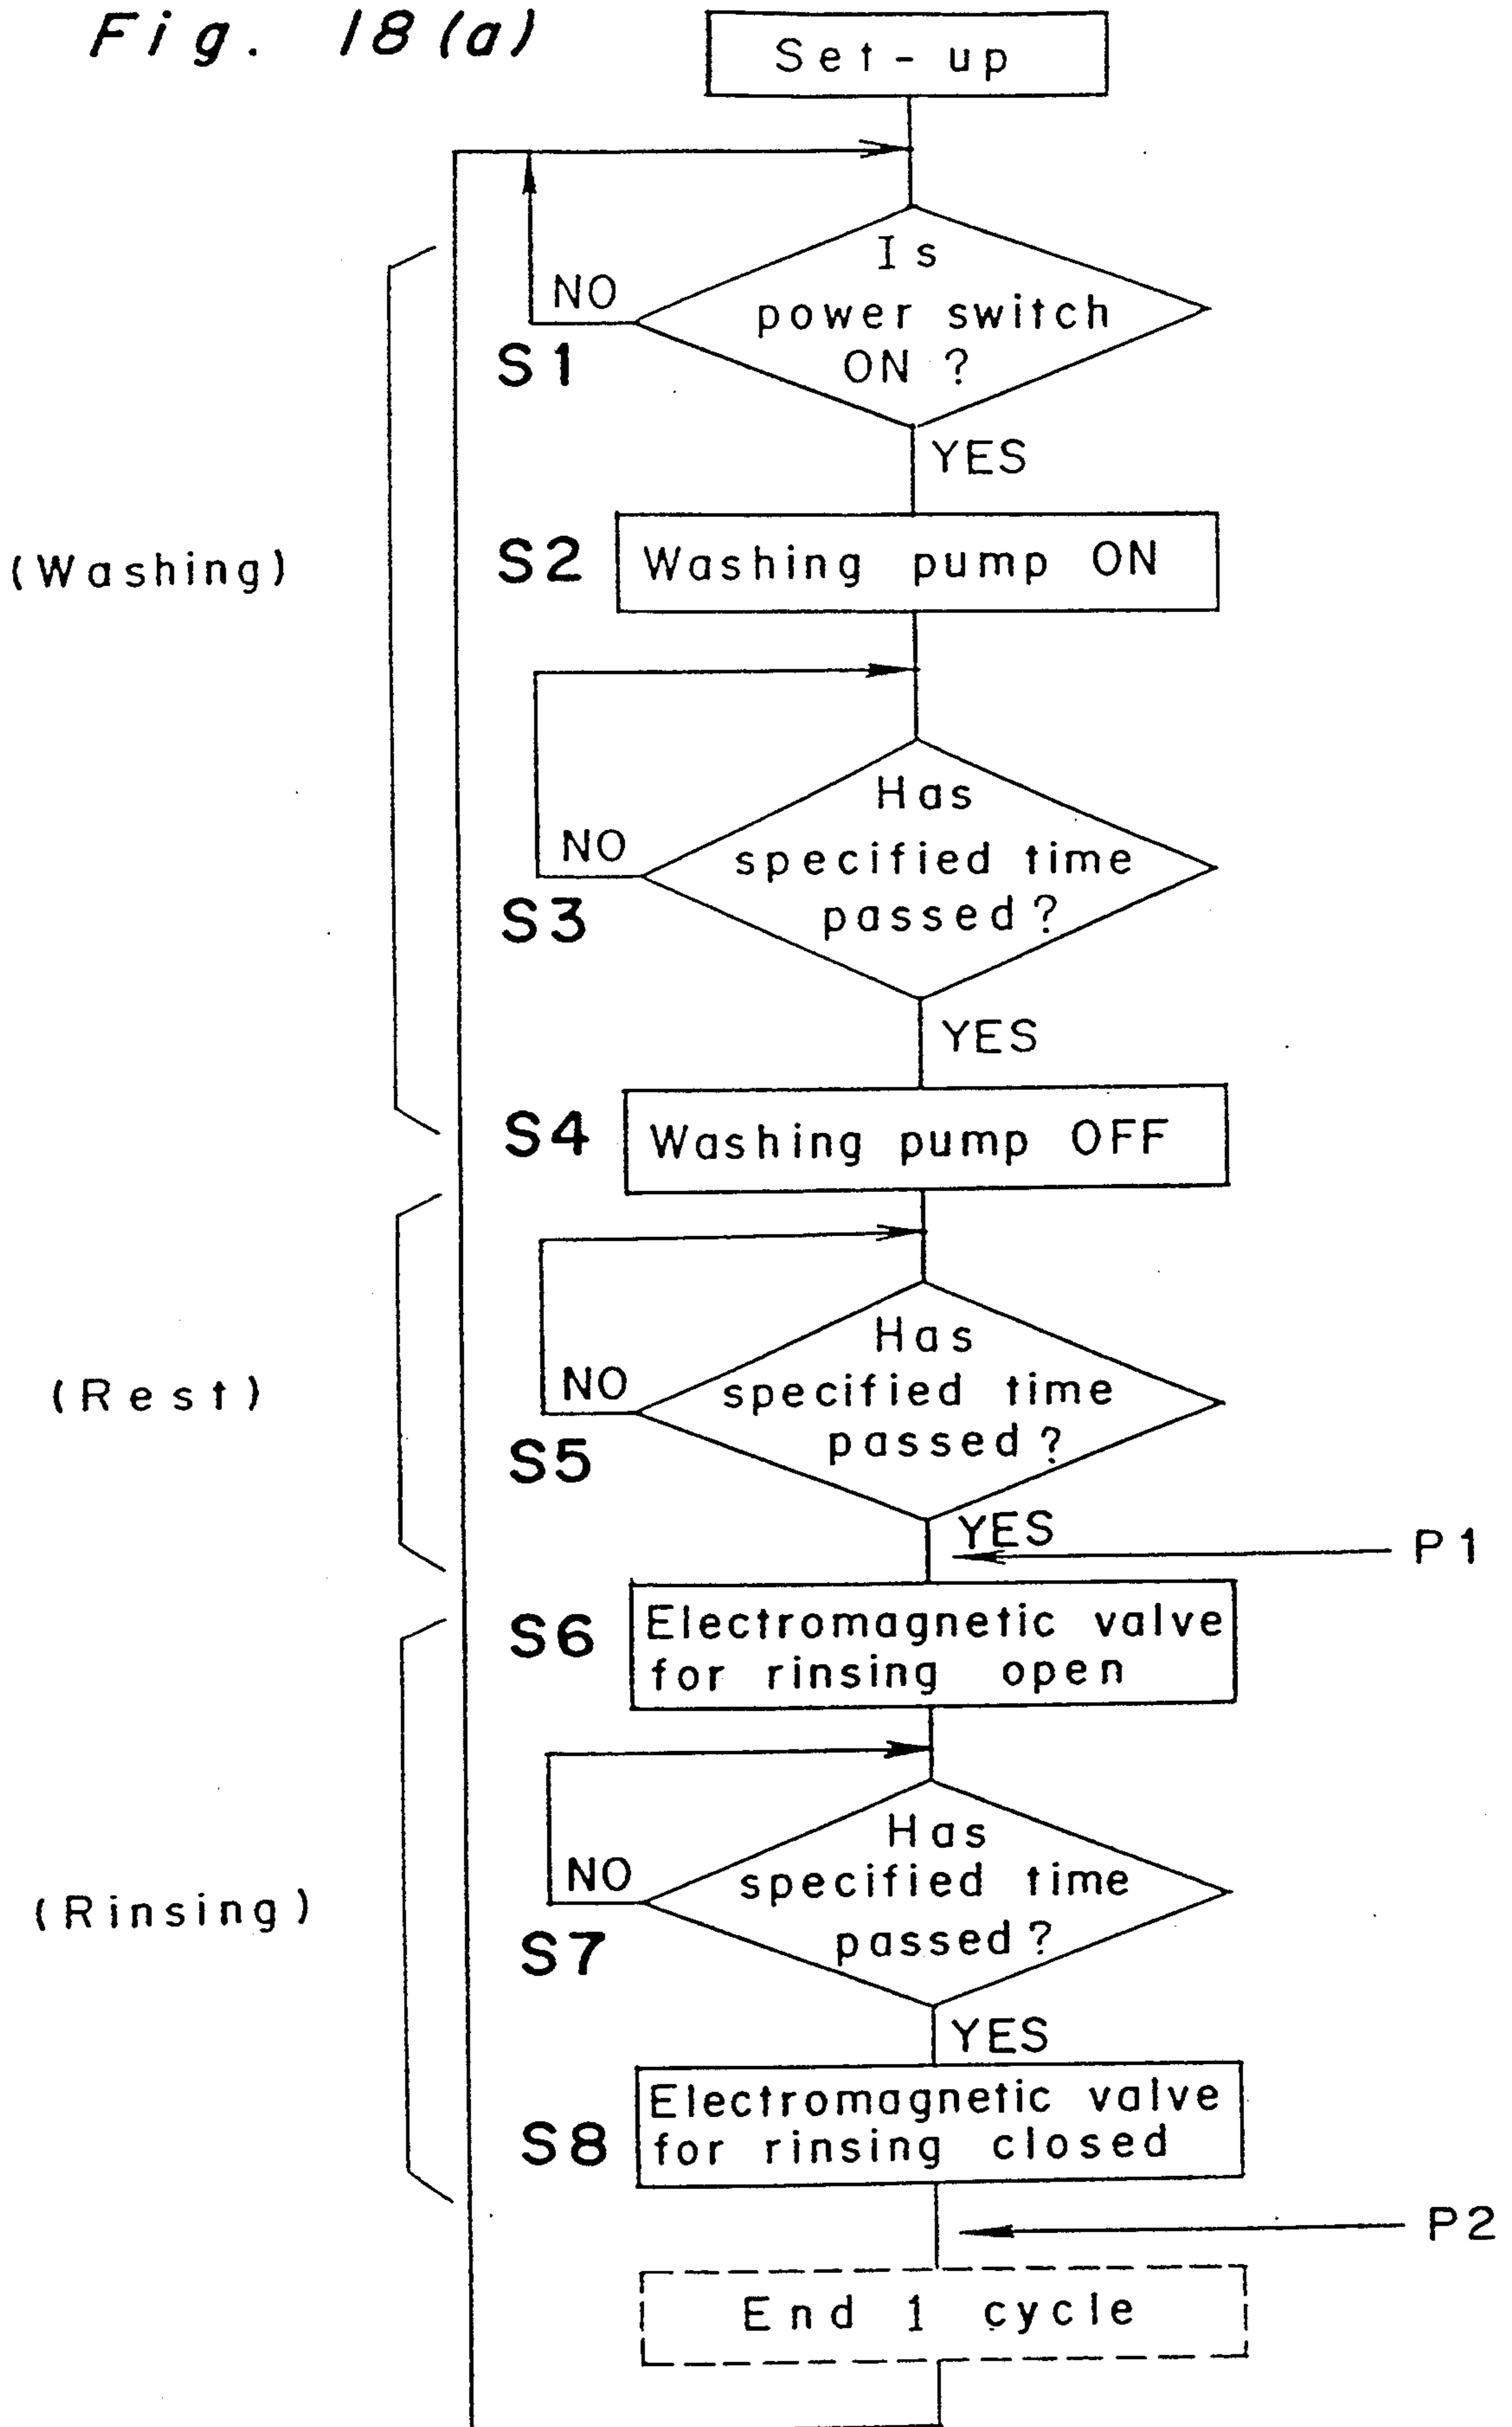 Fig. 18(a)
Set-up
Is
power switch
ON ?
NO
S1
YES
(Washing)
S2
Washing pump ON
Has
specified time
passed?
NO
S3
YES
S4
Washing pump OFF
(Rest)
Has
specified time
passed?
NO
S5
YES
P1
S6
Electromagnetic valve
for rinsing open
(Rinsing)
Has
specified time
passed?
NO
S7
YES
S8
Electromagnetic valve
for rinsing closed
P2
End 1 cycle